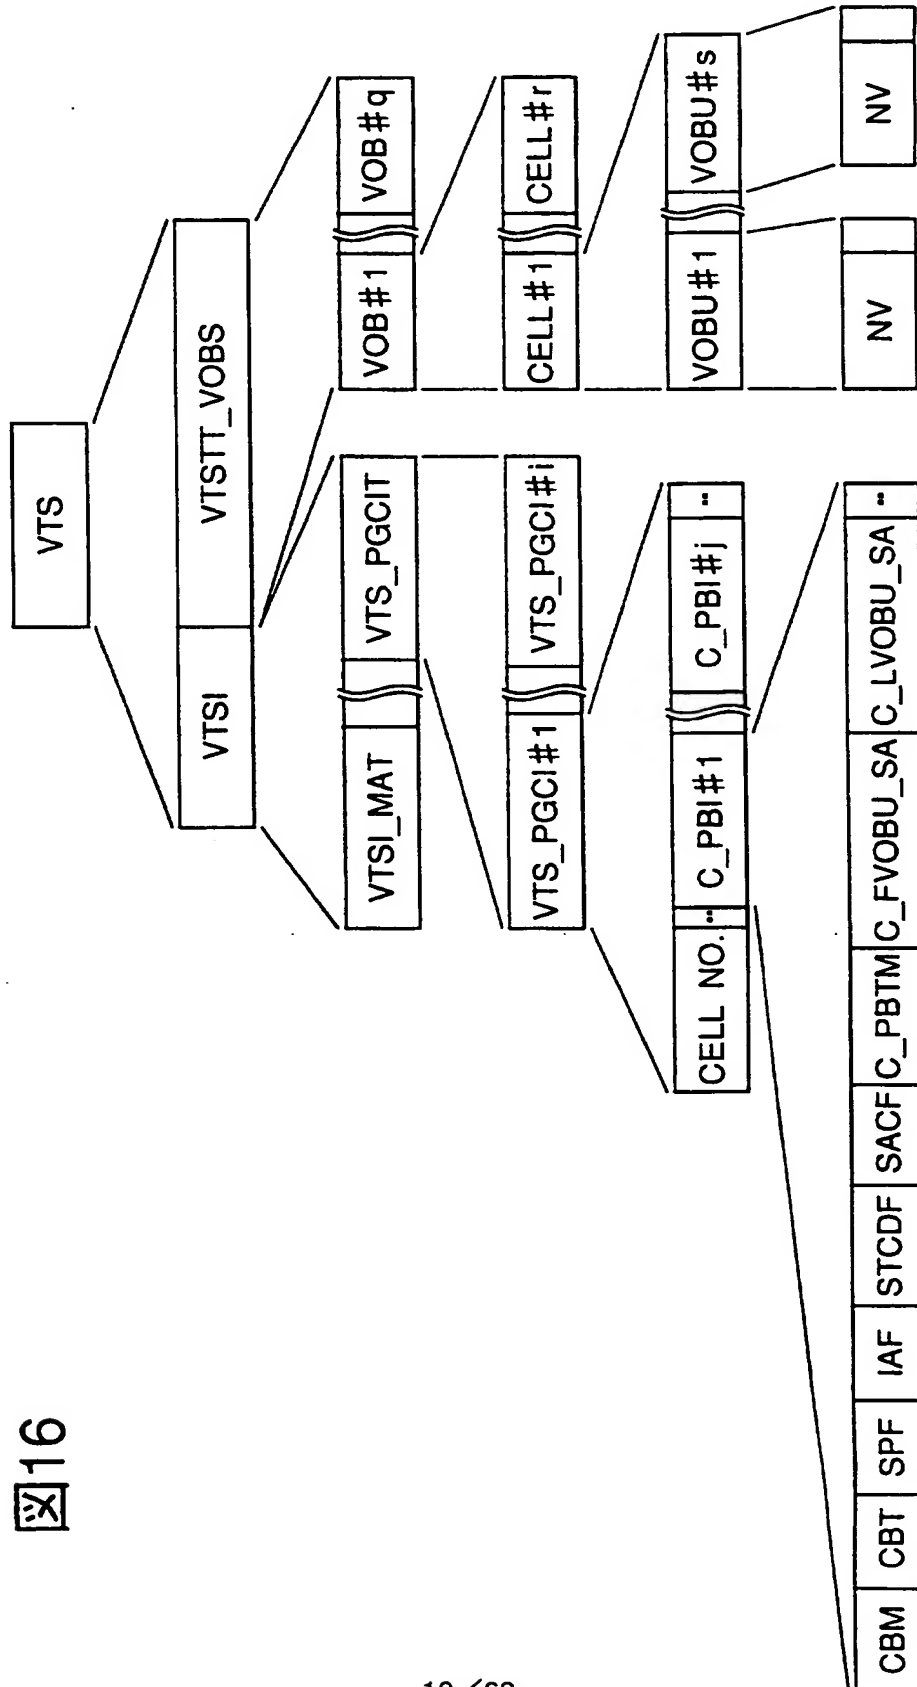 図16
VTS
VTSI VTSTT_VOBS
VTSI_MAT VTS_PGCIT VOB#1 VOB#q
VTS_PGCI#1 VTS_PGCI#i CELL#1 CELL#r
CELL NO. ·· C_PBI#1 C_PBI#j ·· VOBU#1 VOBU#s
CBM CBT SPF IAF STCDF SACF C_PBTM C_FVOBU_SA C_LVOBU_SA ·· NV NV